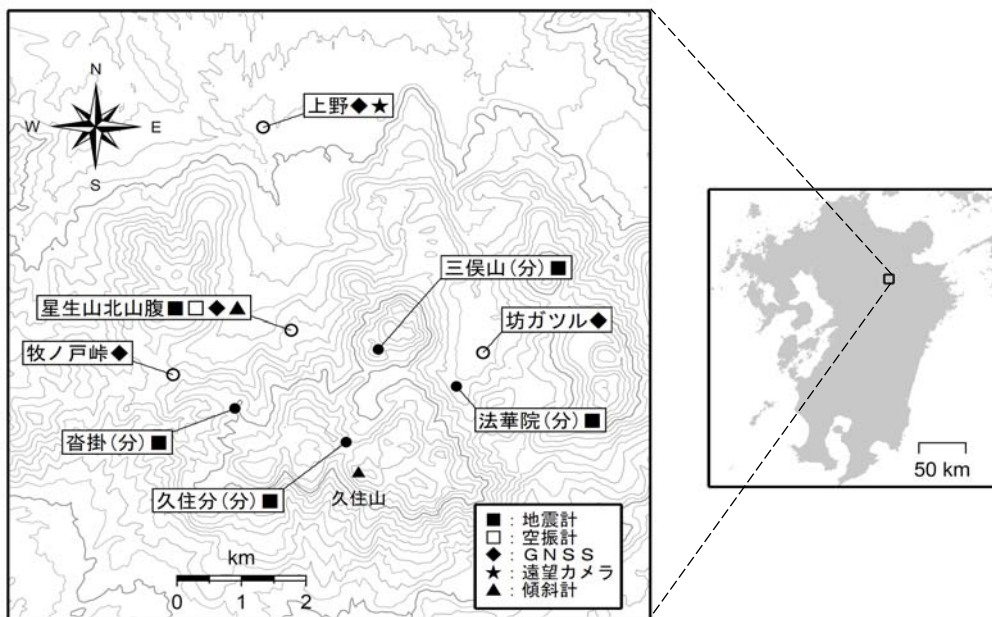 N
W
E
S
上野◆★
三俣山(分)■
星生山北山腹■□◆▲
坊ガツル◆
牧ノ戸峠◆
沓掛(分)■
法華院(分)■
久住分(分)■
久住山
km
0 1 2
■:地震計
□:空振計
◆:GNSS
★:遠望カメラ
▲:傾斜計
50 km